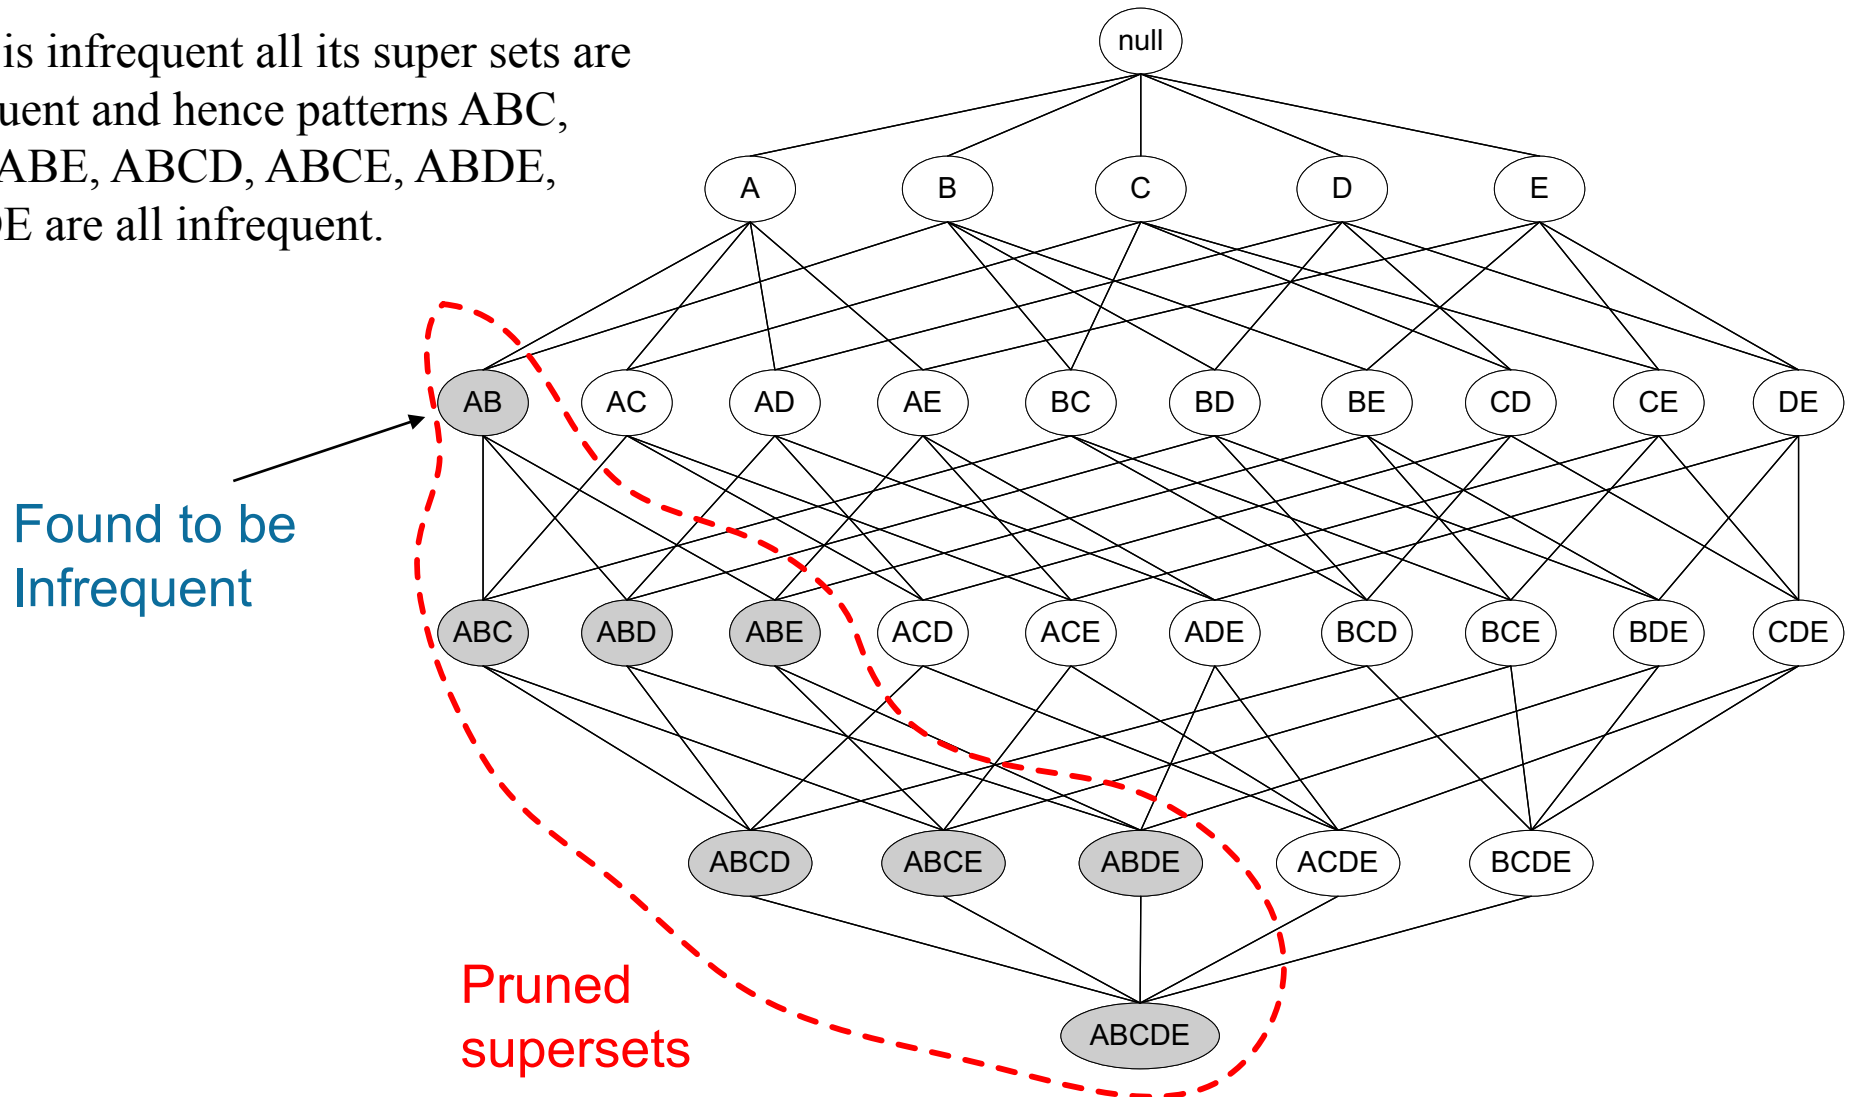 is infrequent all its super sets are
uent and hence patterns ABC,
ABE, ABCD, ABCE, ABDE,
DE are all infrequent.
null
A B C D E
AB AC AD AE BC BD BE CD CE DE
Found to be
Infrequent
ABC ABD ABE ACD ACE ADE BCD BCE BDE CDE
ABCD ABCE ABDE ACDE BCDE
Pruned
supersets
ABCDE